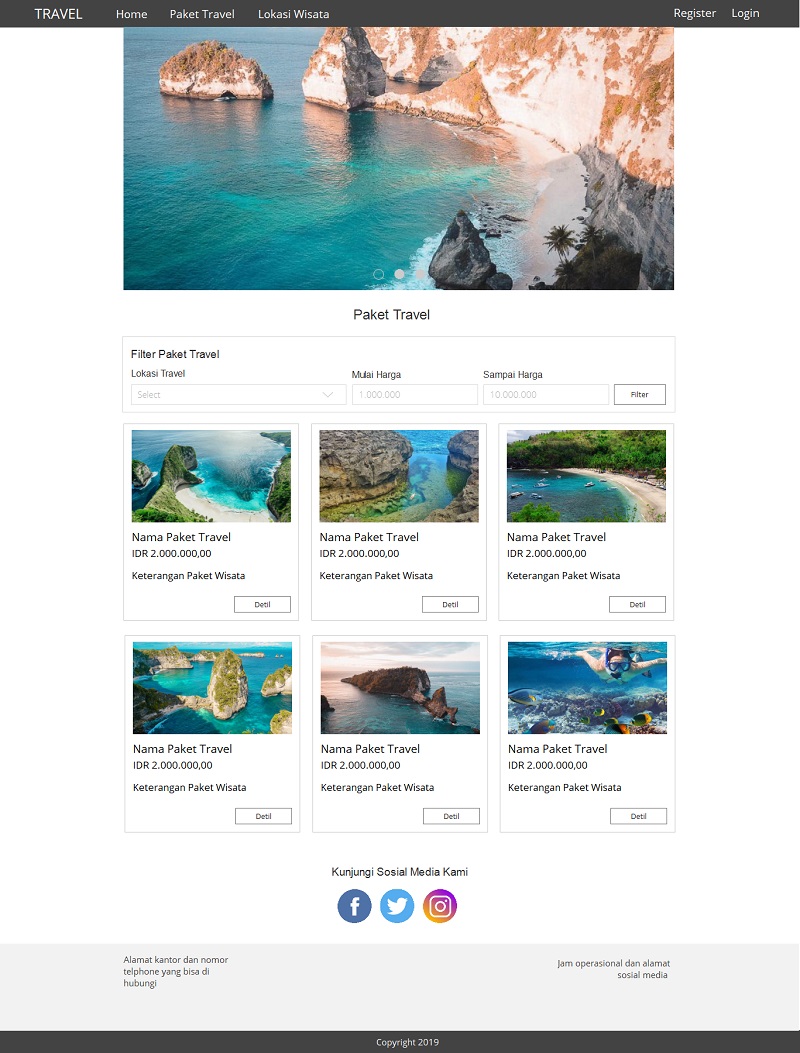 TRAVEL Home Paket Travel Lokasi Wisata Register Login
Paket Travel
Filter Paket Travel
Lokasi Travel Mulai Harga Sampai Harga
Select 1.000.000 10.000.000 Filter
Nama Paket Travel Nama Paket Travel Nama Paket Travel
IDR 2.000.000,00 IDR 2.000.000,00 IDR 2.000.000,00
Keterangan Paket Wisata Keterangan Paket Wisata Keterangan Paket Wisata
Detil Detil Detil
Nama Paket Travel Nama Paket Travel Nama Paket Travel
IDR 2.000.000,00 IDR 2.000.000,00 IDR 2.000.000,00
Keterangan Paket Wisata Keterangan Paket Wisata Keterangan Paket Wisata
Detil Detil Detil
Kunjungi Sosial Media Kami
Alamat kantor dan nomor
telphone yang bisa di
hubungi
Jam operasional dan alamat
sosial media
Copyright 2019